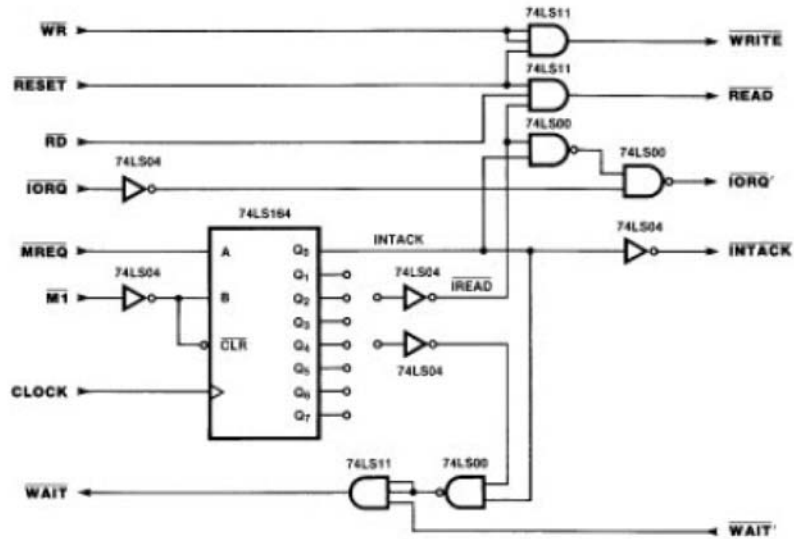 74LS11
WR
WRITE
74LS11
RESET
READ
RD
74LS00
74LS00
74LS04
IORQ
IORQ'
74LS164
74LS04
MREQ
A
Q0
INTACK
INTACK
74LS04
Q1
74LS04
M1
B
Q2
IREAD
Q3
CLR
Q4
Q5
74LS04
CLOCK
Q6
Q7
74LS11
74LS00
WAIT
WAIT'